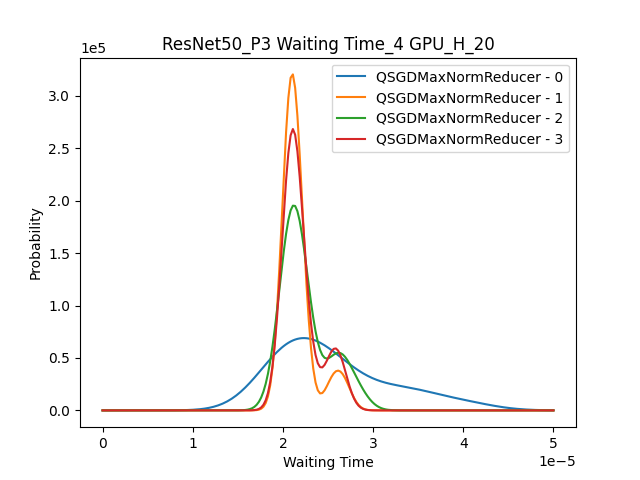 ResNet50_P3 Waiting Time_4 GPU_H_20
1e5
QSGDMaxNormReducer - 0
QSGDMaxNormReducer - 1
QSGDMaxNormReducer - 2
QSGDMaxNormReducer - 3
3.0
2.5
2.0
1.5
1.0
0.5
0.0
Probability
0 1 2 3 4 5
Waiting Time
1e−5